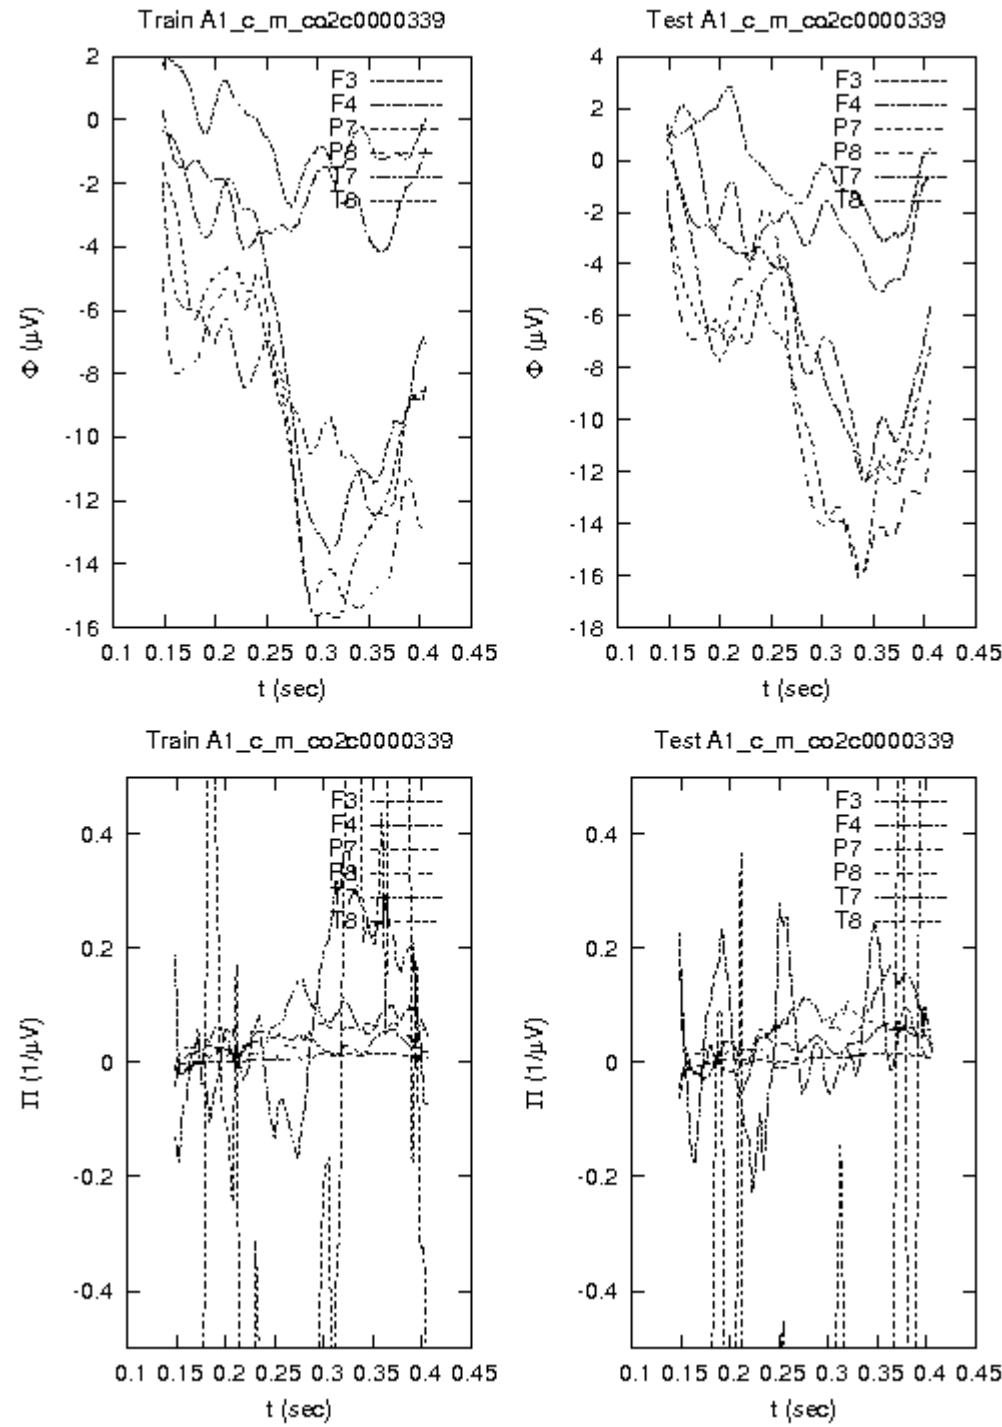 Train A1_c_m_co2c0000339
Test A1_c_m_co2c0000339
2
0
-2
-4
-6
-8
-10
-12
-14
-16
Φ (μV)
F3
F4
P7
P8
T7
T8
0.1 0.15 0.2 0.25 0.3 0.35 0.4 0.45
t (sec)
4
2
0
-2
-4
-6
-8
-10
-12
-14
-16
-18
Φ (μV)
F3
F4
P7
P8
T7
T8
0.1 0.15 0.2 0.25 0.3 0.35 0.4 0.45
t (sec)
Train A1_c_m_co2c0000339
Test A1_c_m_co2c0000339
0.4
0.2
0
-0.2
-0.4
Π (1/μV)
F3
F4
P7
P8
T7
T8
0.1 0.15 0.2 0.25 0.3 0.35 0.4 0.45
t (sec)
0.4
0.2
0
-0.2
-0.4
Π (1/μV)
F3
F4
P7
P8
T7
T8
0.1 0.15 0.2 0.25 0.3 0.35 0.4 0.45
t (sec)